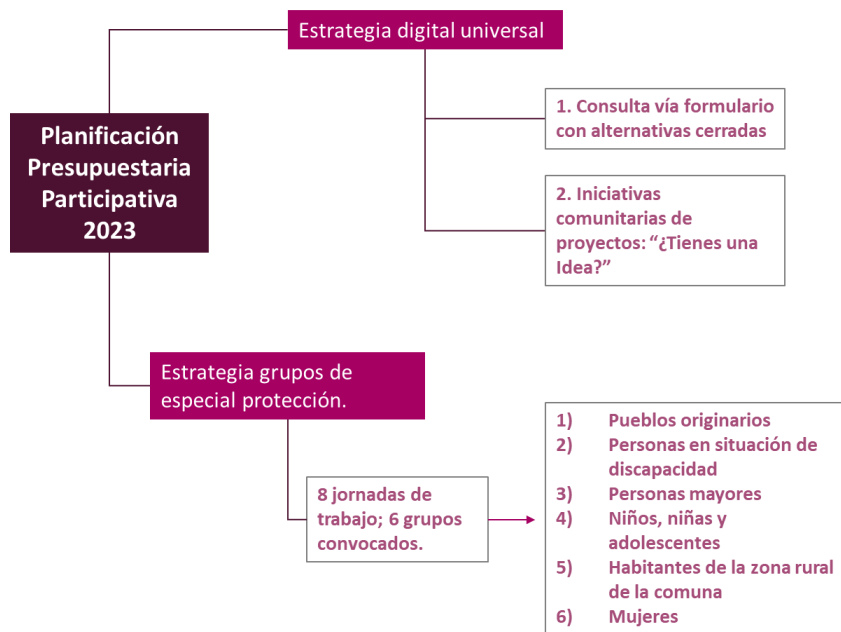 Estrategia digital universal
Planificación
Presupuestaria
Participativa
2023
1. Consulta vía formulario
con alternativas cerradas
2. Iniciativas
comunitarias de
proyectos: “¿Tienes una
Idea?”
Estrategia grupos de
especial protección.
8 jornadas de
trabajo; 6 grupos
convocados.
1) Pueblos originarios
2) Personas en situación de
discapacidad
3) Personas mayores
4) Niños, niñas y
adolescentes
5) Habitantes de la zona rural
de la comuna
6) Mujeres